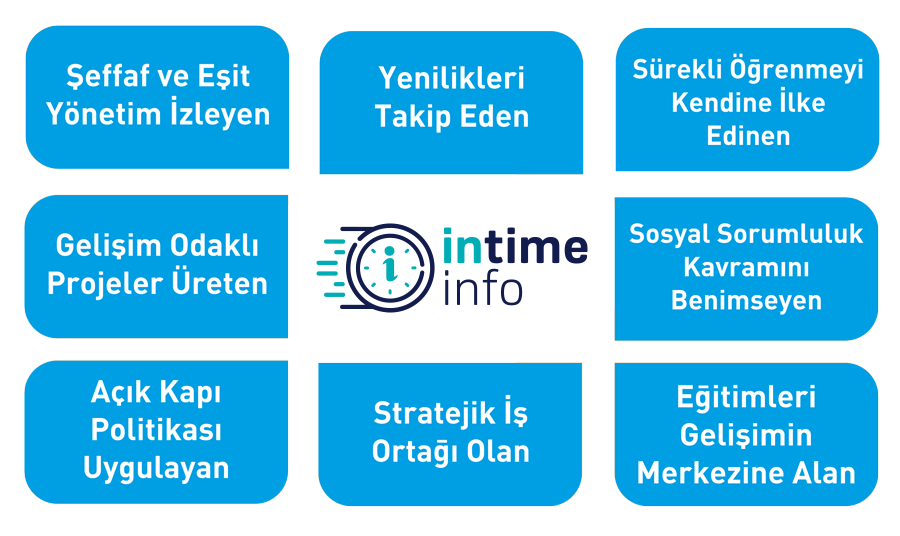 Şeffaf ve Eşit
Yönetim İzleyen
Yenilikleri
Takip Eden
Sürekli Öğrenmeyi
Kendine İlke
Edinen
Gelişim Odaklı
Projeler Üreten
intime
info
Sosyal Sorumluluk
Kavramını
Benimseyen
Açık Kapı
Politikası
Uygulayan
Stratejik İş
Ortağı Olan
Eğitimleri
Gelişimin
Merkezine Alan